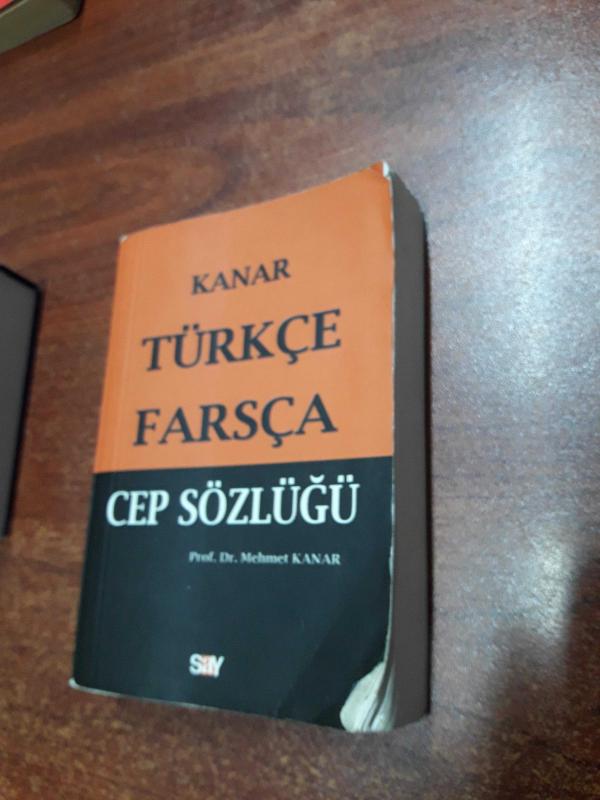 KANAR
TÜRKÇE
FARSÇA
CEP SÖZLÜĞÜ
Prof. Dr. Mehmet KANAR
SAY